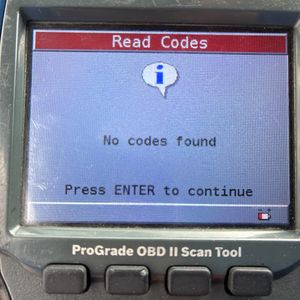 Read Codes
No codes found
Press ENTER to continue
ProGrade OBD II Scan Tool